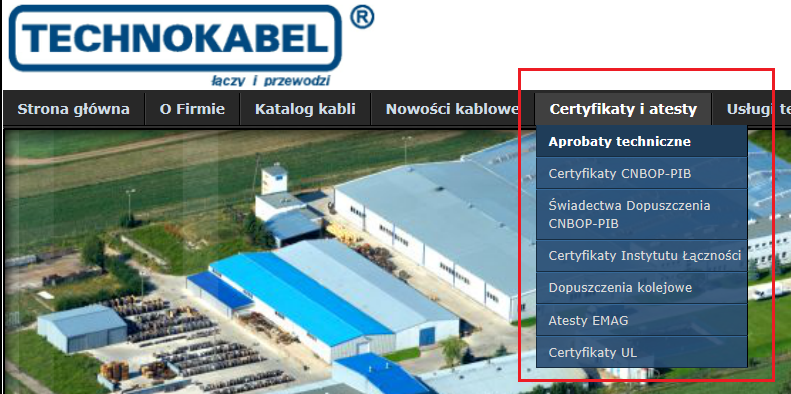 TECHNOKABEL ®
łączy i przewodzi
Strona główna O Firmie Katalog kabli Nowości kablowe Certyfikaty i atesty Usługi te
Aprobaty techniczne
Certyfikaty CNBOP-PIB
Świadectwa Dopuszczenia
CNBOP-PIB
Certyfikaty Instytutu Łączności
Dopuszczenia kolejowe
Atesty EMAG
Certyfikaty UL